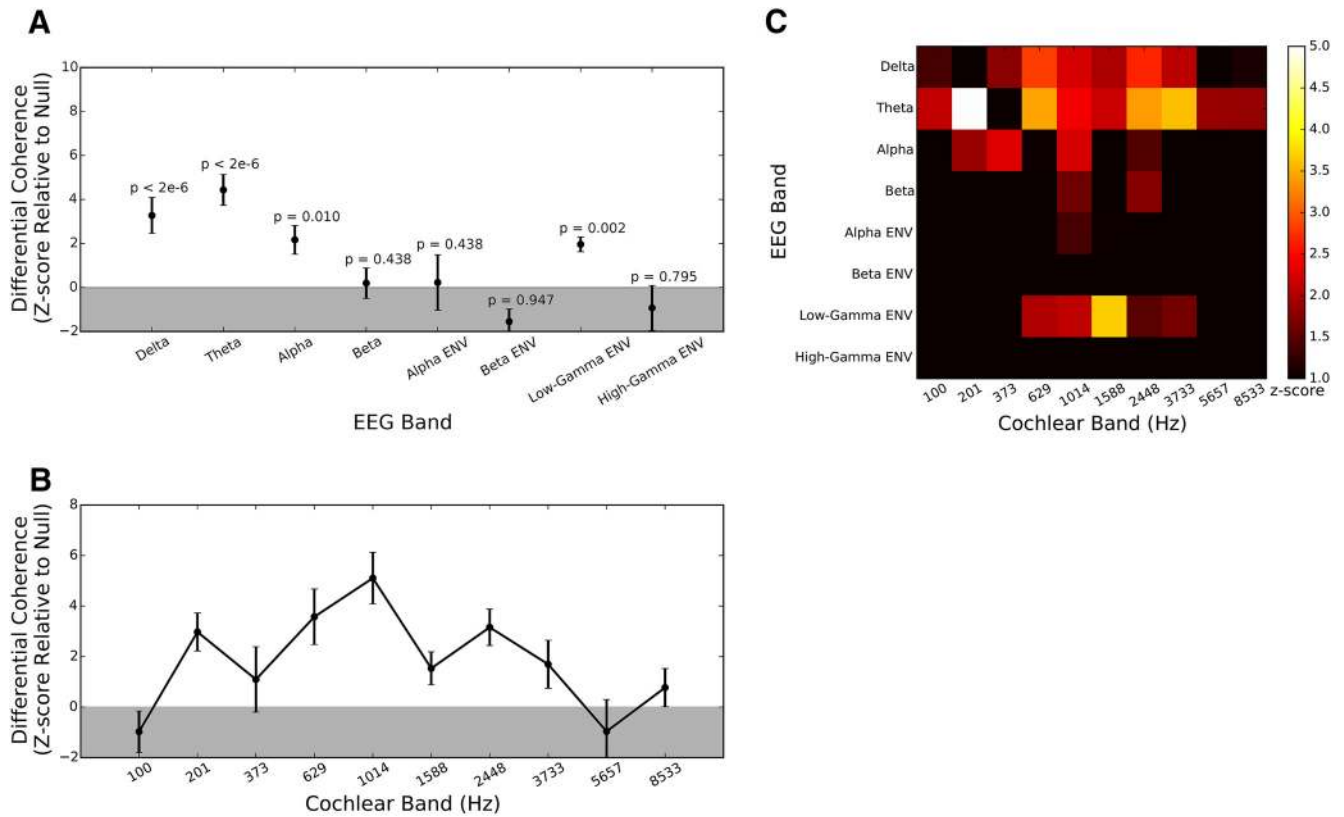 A
Differential Coherence
(Z-score Relative to Null)
10
8
6
4
2
0
−2
p < 2e-6
p < 2e-6
p = 0.010
p = 0.438
p = 0.438
p = 0.947
p = 0.002
p = 0.795
Delta
Theta
Alpha
Beta
Alpha ENV
Beta ENV
Low-Gamma ENV
High-Gamma ENV
EEG Band
B
Differential Coherence
(Z-score Relative to Null)
8
6
4
2
0
−2
100
201
373
629
1014
1588
2448
3733
5657
8533
Cochlear Band (Hz)
C
EEG Band
Delta
Theta
Alpha
Beta
Alpha ENV
Beta ENV
Low-Gamma ENV
High-Gamma ENV
100
201
373
629
1014
1588
2448
3733
5657
8533
Cochlear Band (Hz)
5.0
4.5
4.0
3.5
3.0
2.5
2.0
1.5
1.0
z-score